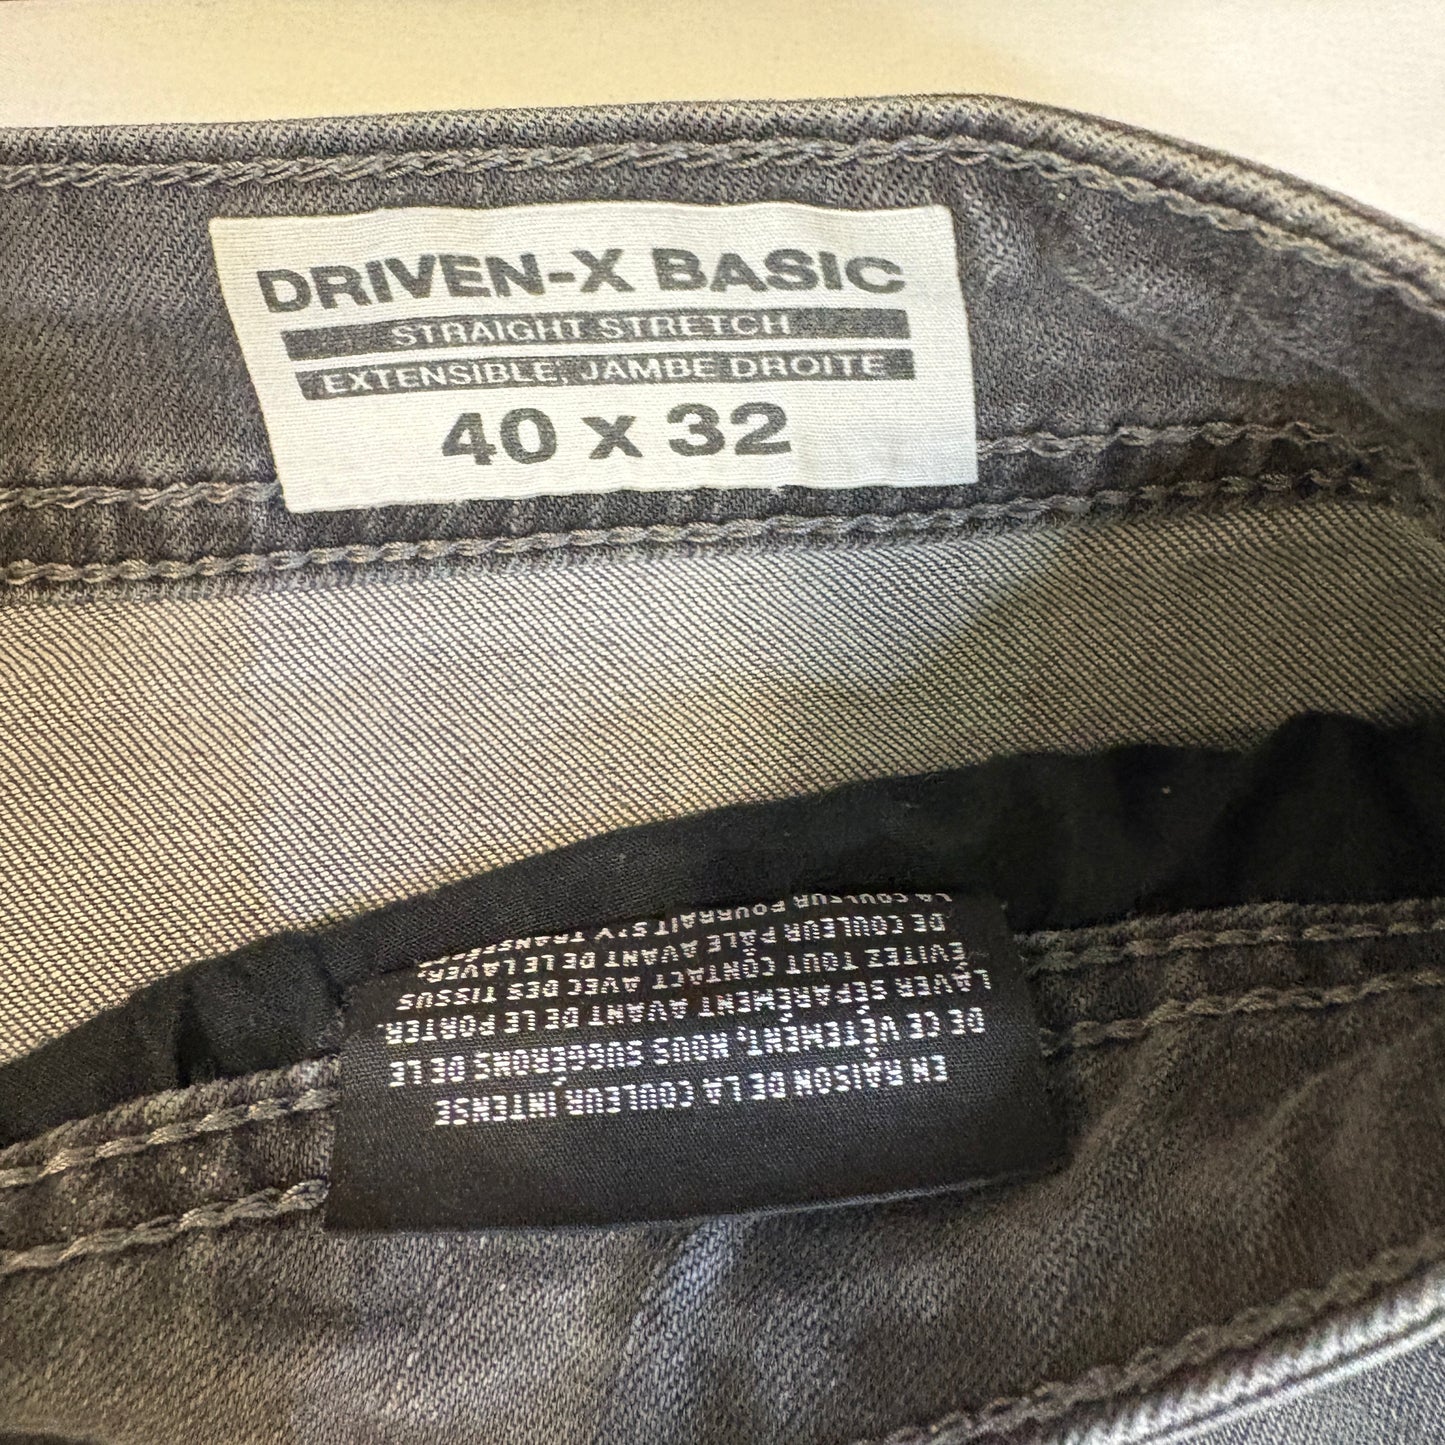 DRIVEN-X BASIC
STRAIGHT STRETCH
EXTENSIBLE, JAMBE DROITE
40 x 32
EN RAISON DE LA COULEUR INTENSE
DE CE VÊTEMENT, NOUS SUGGÉRONS DE LE
LAVER SÉPARÉMENT AVANT DE LE PORTER.
ÉVITEZ TOUT CONTACT AVEC DES TISSUS
DE COULEUR PÂLE AVANT DE LE LAVER;
LA COULEUR POURRAIT S'Y